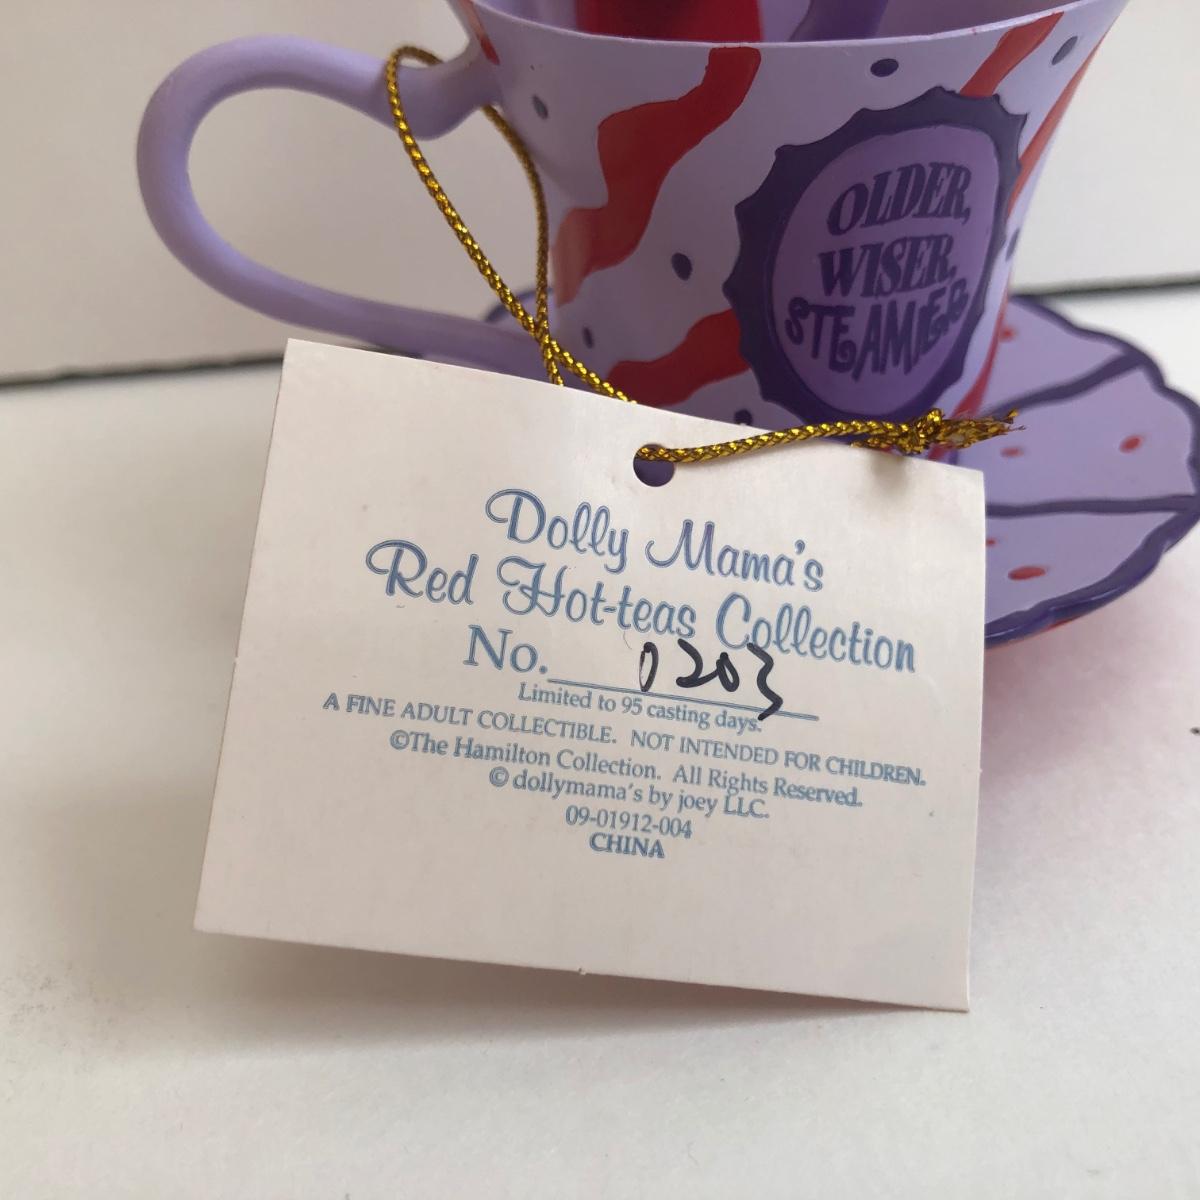 OLDER,
WISER,
STEAMIER
Dolly Mama's
Red Hot-teas Collection
No. 0203
Limited to 95 casting days.
A FINE ADULT COLLECTIBLE. NOT INTENDED FOR CHILDREN.
©The Hamilton Collection. All Rights Reserved.
© dollymama's by joey LLC.
09-01912-004
CHINA